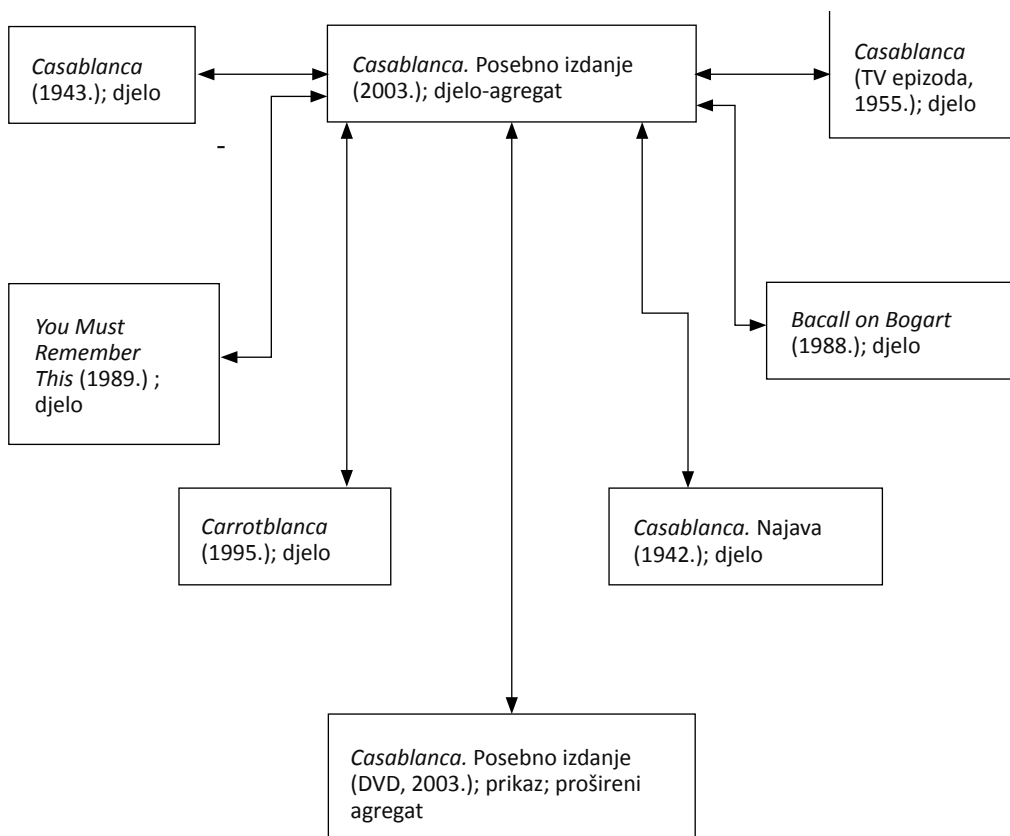 Casablanca
(1943.); djelo
Casablanca. Posebno izdanje
(2003.); djelo-agregat
Casablanca
(TV epizoda,
1955.); djelo
-
You Must
Remember
This (1989.) ;
djelo
Bacall on Bogart
(1988.); djelo
Carrotblanca
(1995.); djelo
Casablanca. Najava
(1942.); djelo
Casablanca. Posebno izdanje
(DVD, 2003.); prikaz; prošireni
agregat